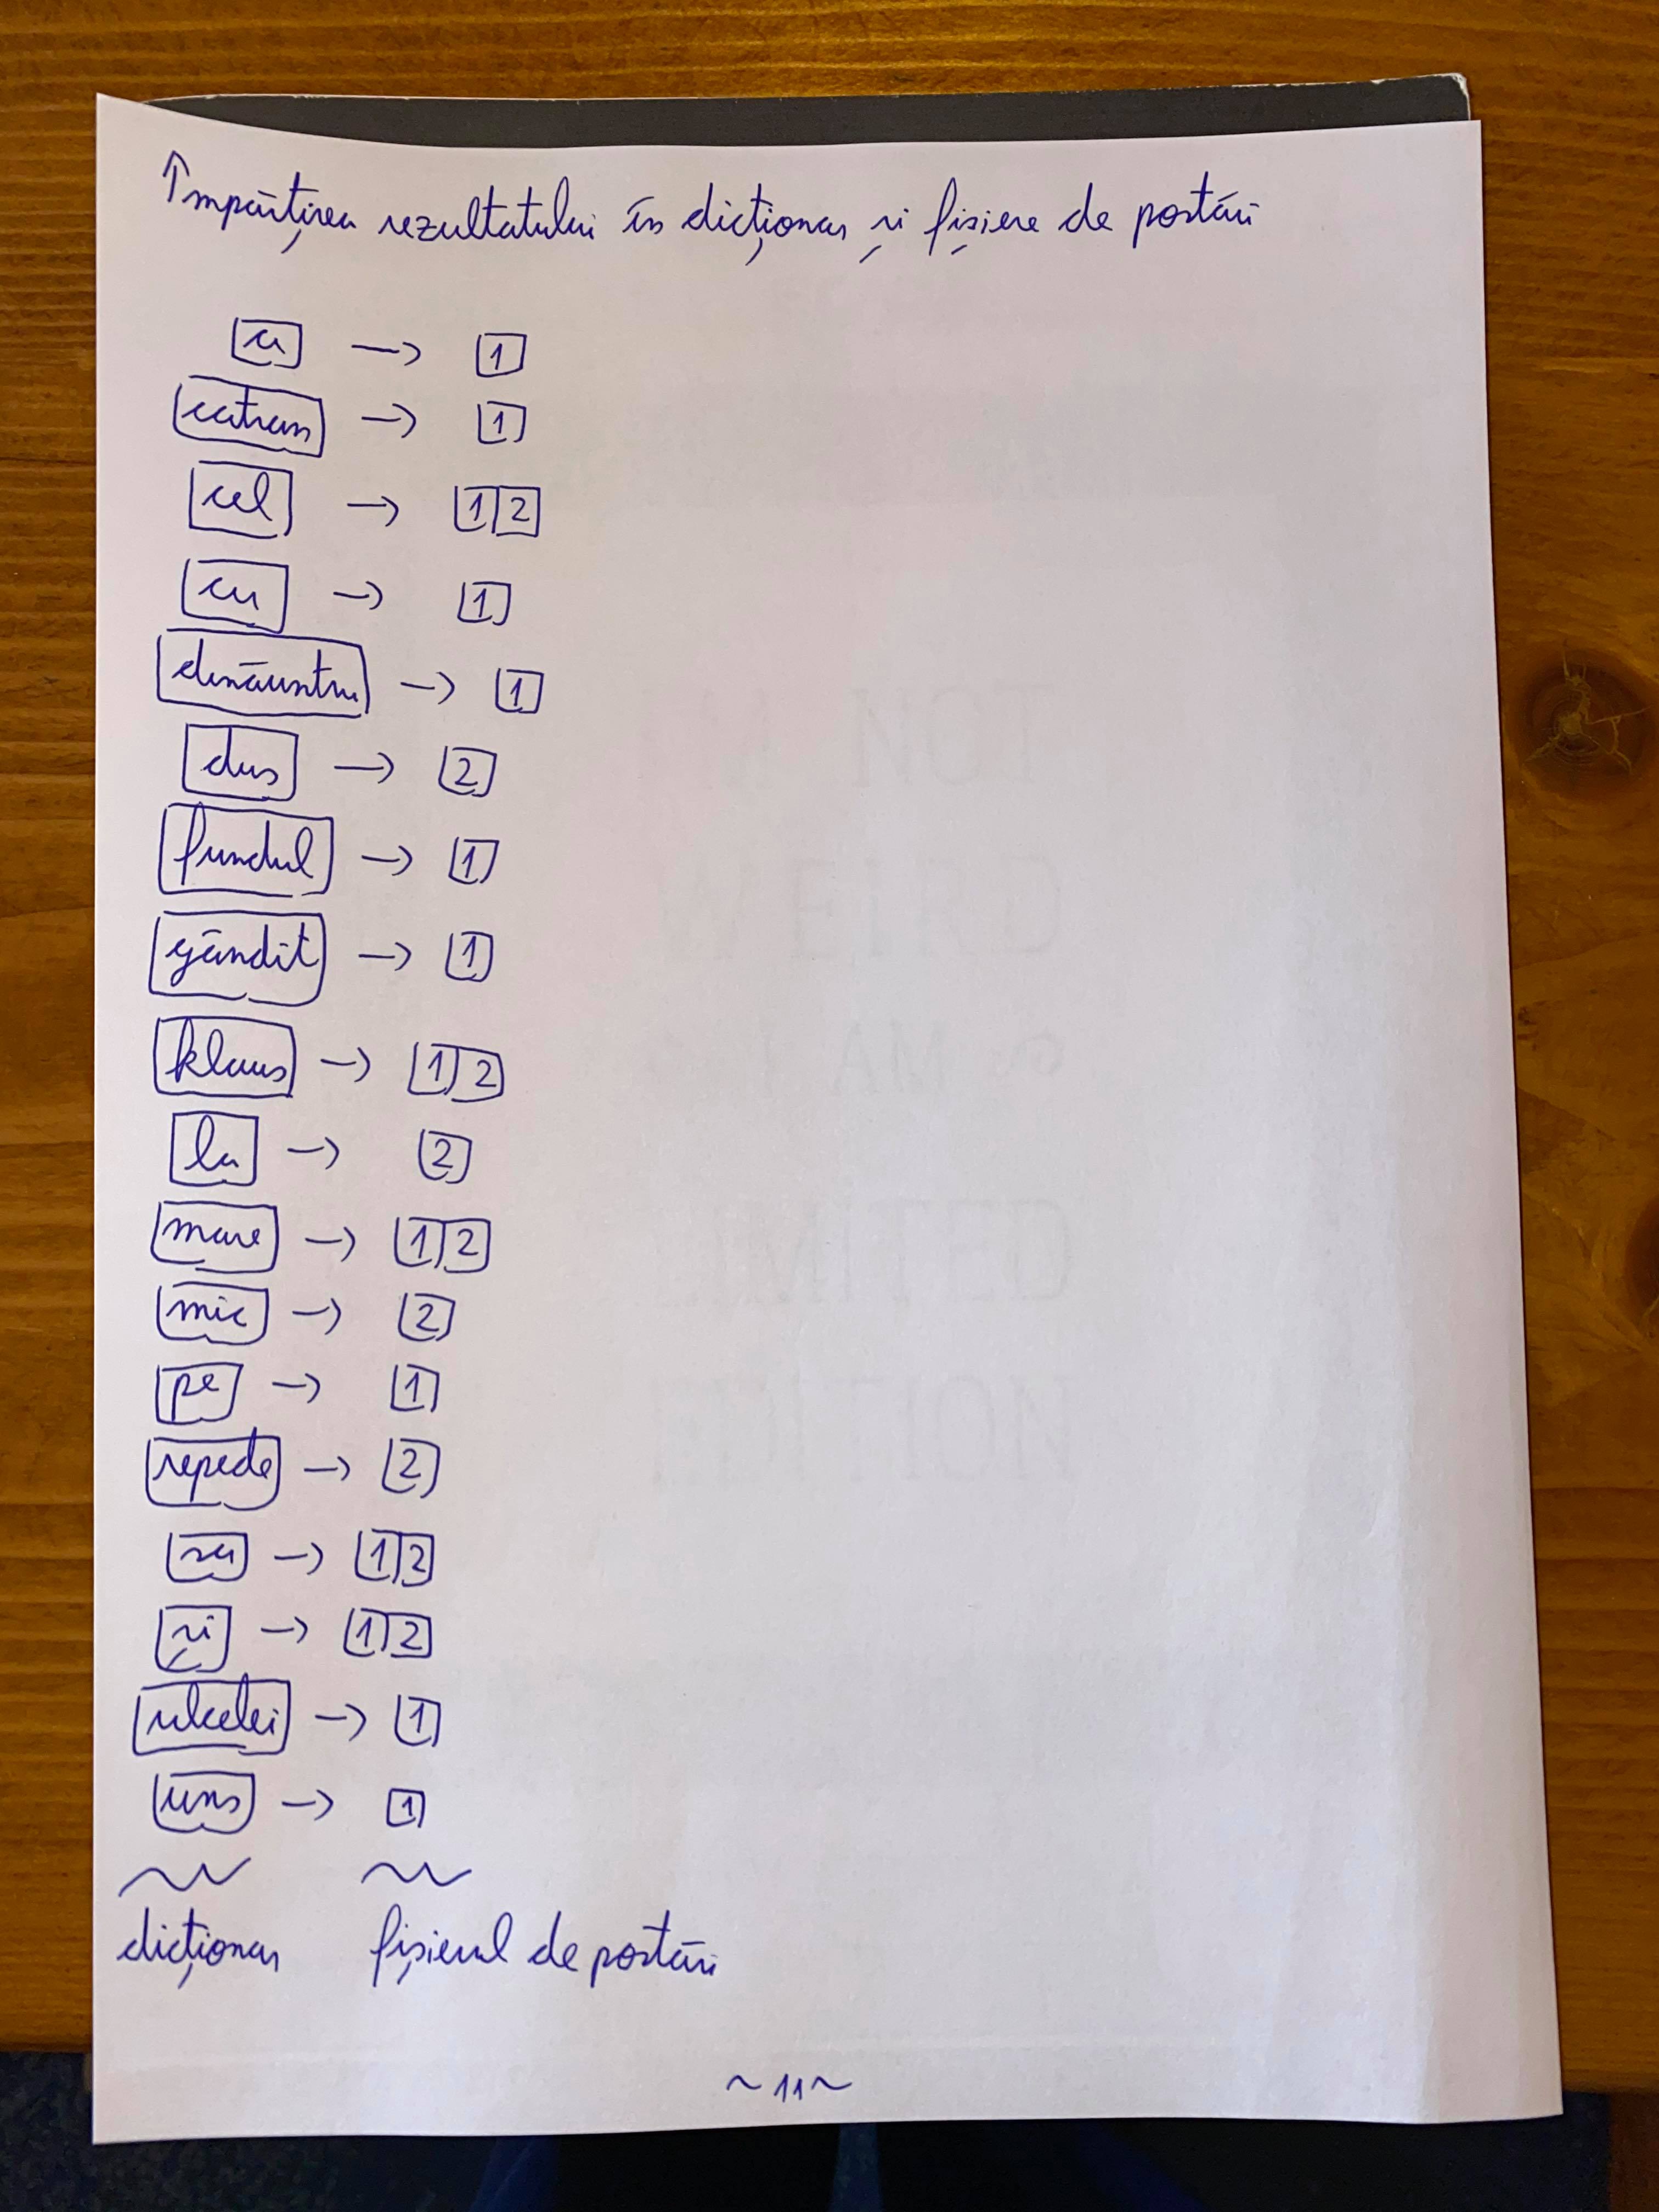 Împărțirea rezultatului în dicționar și fișiere de postări
a → 1
catran → 1
cel → 1 2
cu → 1
dinăuntru → 1
dus → 2
fundul → 1
gândit → 1
klaus → 1 2
la → 2
mare → 1 2
mic → 2
pe → 1
repede → 2
sa → 1 2
și → 1 2
ulcelei → 1
uns → 1
dicționar fișierul de postări
~ 11 ~